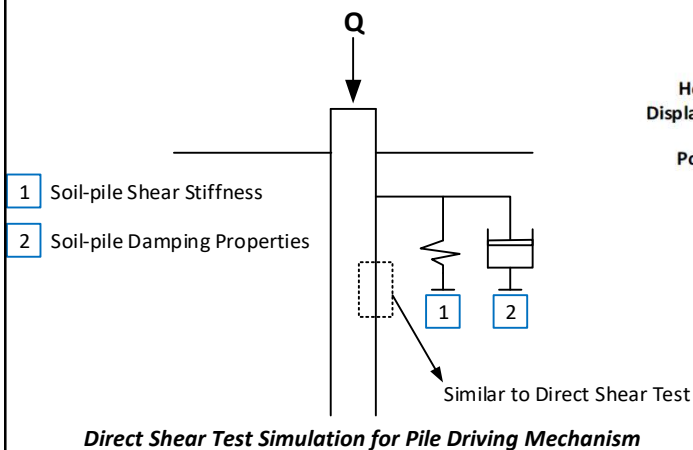 Q
1 Soil-pile Shear Stiffness
2 Soil-pile Damping Properties
1 2
Similar to Direct Shear Test
Direct Shear Test Simulation for Pile Driving Mechanism